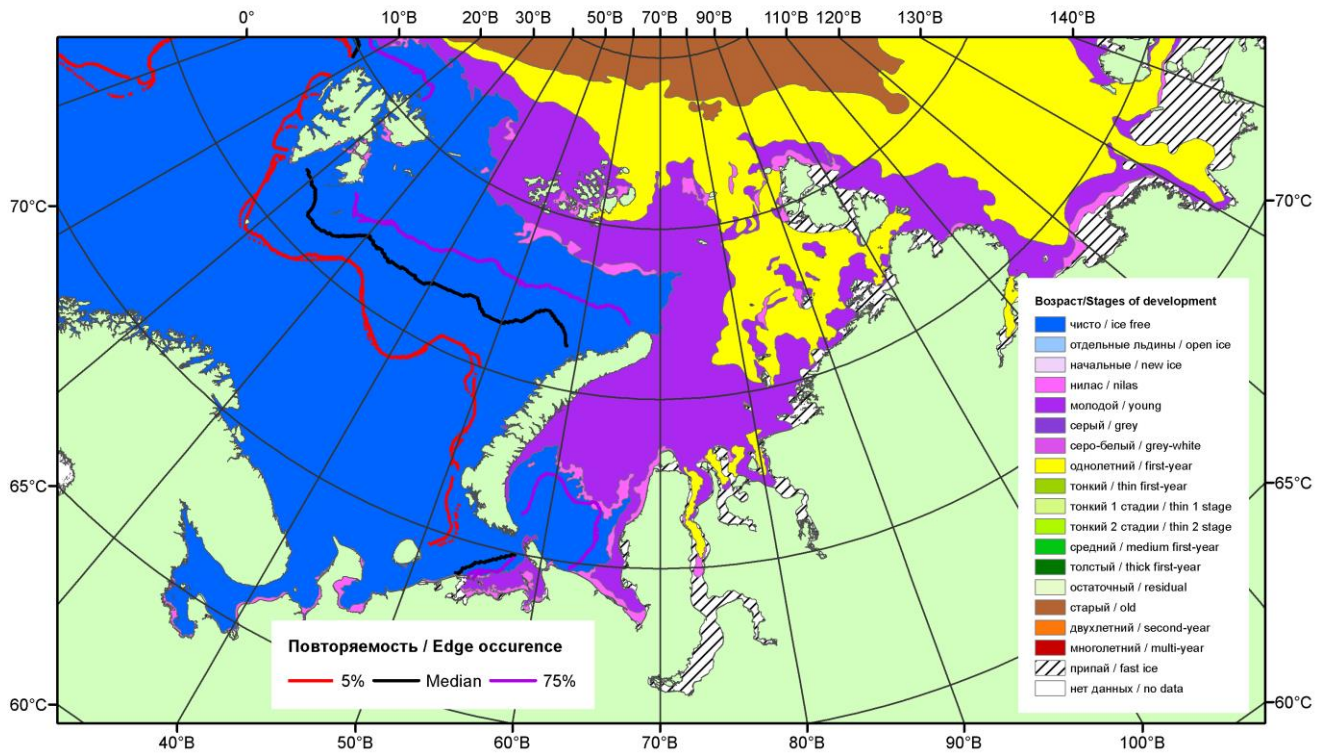 0° 10°В 20°В 30°В 50°В 70°В 90°В 110°В 120°В 130°В 140°В
70°С
70°С
65°С
65°С
60°С
60°С
40°В 50°В 60°В 70°В 80°В 90°В 100°В
Повторяемость / Edge occurence
5% Median 75%
Возраст/Stages of development
чисто / ice free
отдельные льдины / open ice
начальные / new ice
нилас / nilas
молодой / young
серый / grey
серо-белый / grey-white
однолетний / first-year
тонкий / thin first-year
тонкий 1 стадии / thin 1 stage
тонкий 2 стадии / thin 2 stage
средний / medium first-year
толстый / thick first-year
остаточный / residual
старый / old
двухлетний / second-year
многолетний / multi-year
припай / fast ice
нет данных / no data